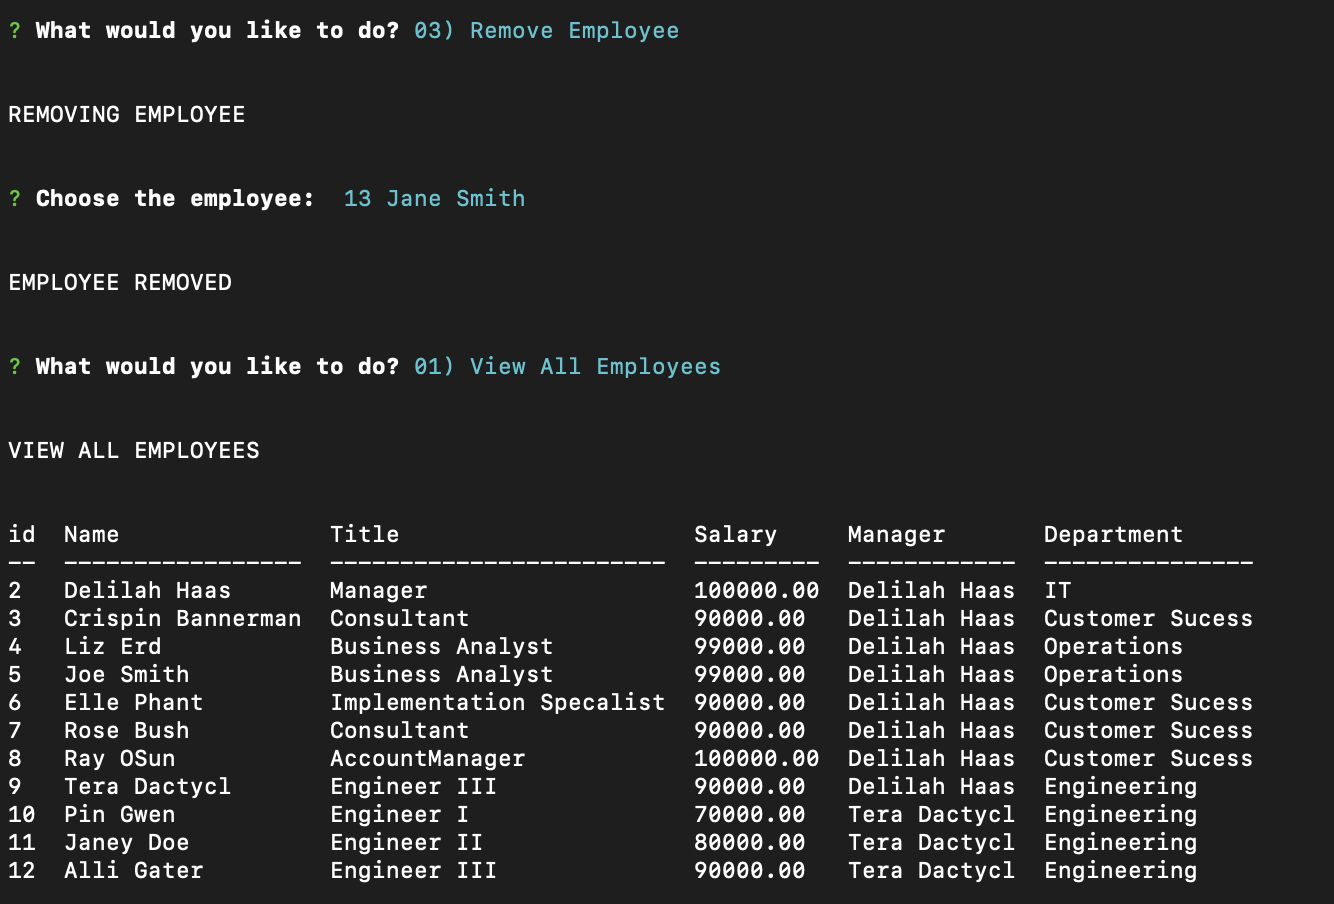 ? What would you like to do? 03) Remove Employee
REMOVING EMPLOYEE
? Choose the employee:  13 Jane Smith
EMPLOYEE REMOVED
? What would you like to do? 01) View All Employees
VIEW ALL EMPLOYEES
id  Name               Title                     Salary     Manager       Department
--  -----------------  ------------------------  ---------  ------------  ---------------
2   Delilah Haas       Manager                   100000.00  Delilah Haas  IT
3   Crispin Bannerman  Consultant                90000.00   Delilah Haas  Customer Sucess
4   Liz Erd            Business Analyst          99000.00   Delilah Haas  Operations
5   Joe Smith          Business Analyst          99000.00   Delilah Haas  Operations
6   Elle Phant         Implementation Specalist  90000.00   Delilah Haas  Customer Sucess
7   Rose Bush          Consultant                90000.00   Delilah Haas  Customer Sucess
8   Ray OSun           AccountManager            100000.00  Delilah Haas  Customer Sucess
9   Tera Dactycl       Engineer III              90000.00   Delilah Haas  Engineering
10  Pin Gwen           Engineer I                70000.00   Tera Dactycl  Engineering
11  Janey Doe          Engineer II               80000.00   Tera Dactycl  Engineering
12  Alli Gater         Engineer III              90000.00   Tera Dactycl  Engineering